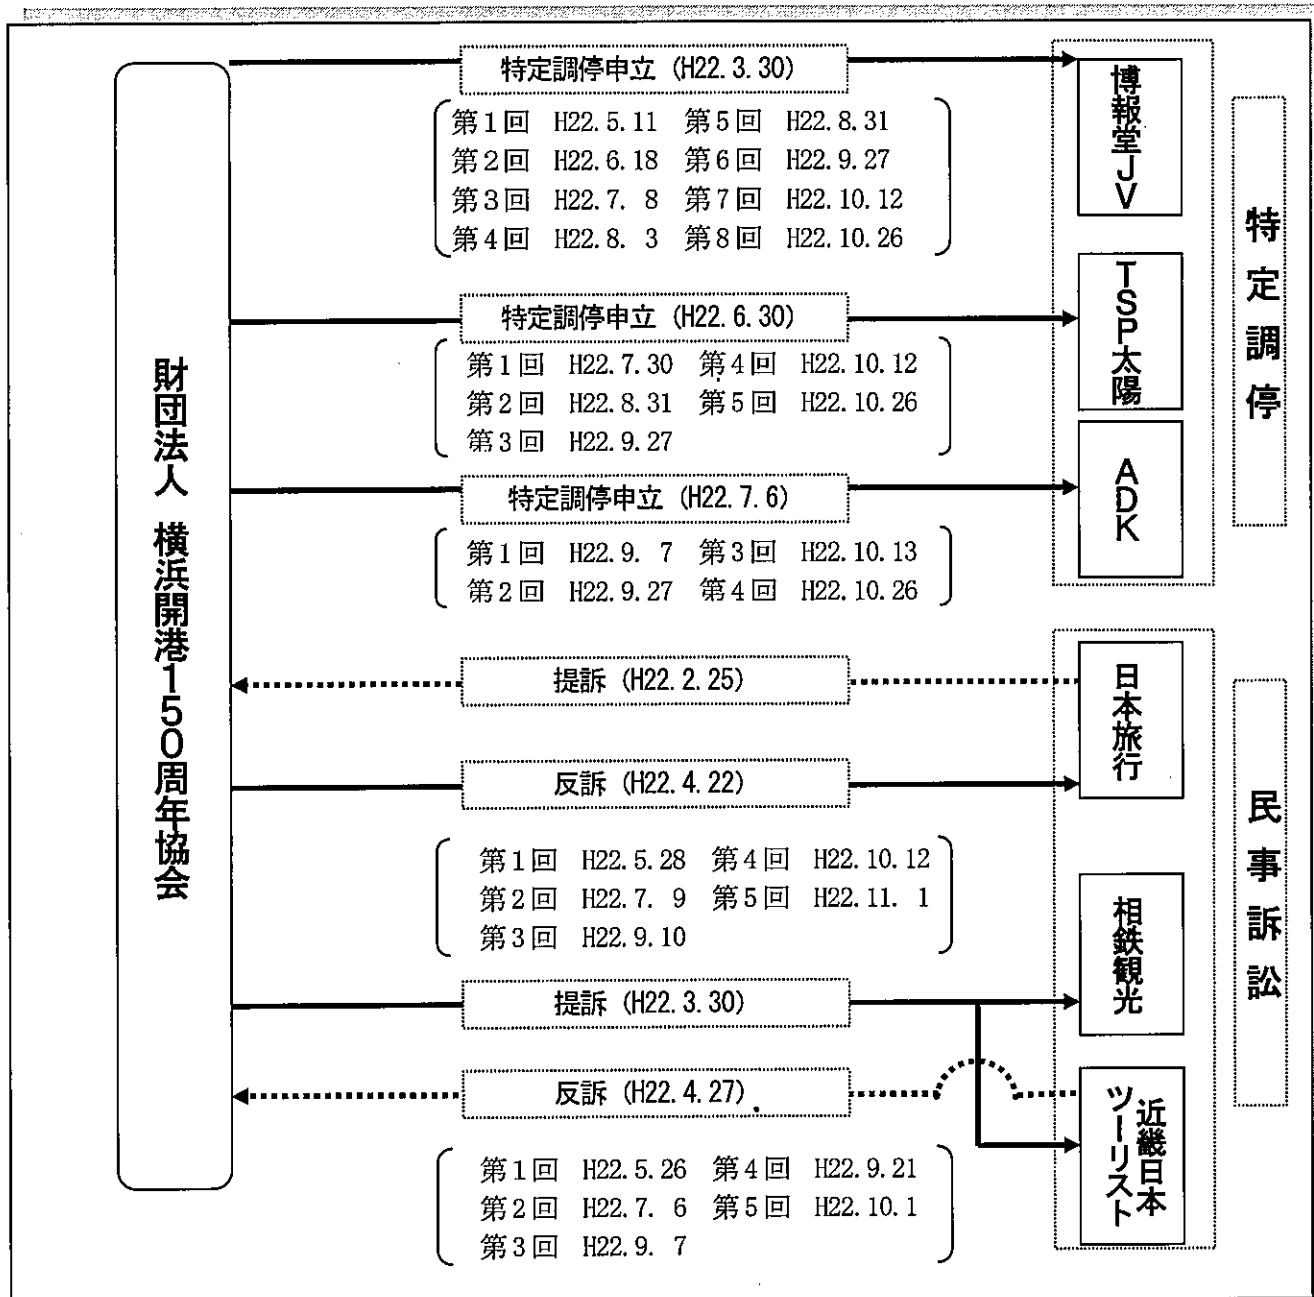 財団法人 横浜開港150周年協会
特定調停申立 (H22.3.30)
第1回 H22.5.11 第5回 H22.8.31
第2回 H22.6.18 第6回 H22.9.27
第3回 H22.7. 8 第7回 H22.10.12
第4回 H22.8. 3 第8回 H22.10.26
博報堂JV
特定調停申立 (H22.6.30)
第1回 H22.7.30 第4回 H22.10.12
第2回 H22.8.31 第5回 H22.10.26
第3回 H22.9.27
TSP太陽
特定調停申立 (H22.7.6)
第1回 H22.9. 7 第3回 H22.10.13
第2回 H22.9.27 第4回 H22.10.26
ADK
特定調停
提訴 (H22.2.25)
反訴 (H22.4.22)
第1回 H22.5.28 第4回 H22.10.12
第2回 H22.7. 9 第5回 H22.11. 1
第3回 H22.9.10
日本旅行
提訴 (H22.3.30)
相鉄観光
反訴 (H22.4.27)
第1回 H22.5.26 第4回 H22.9.21
第2回 H22.7. 6 第5回 H22.10.1
第3回 H22.9. 7
近畿日本
ツーリスト
民事訴訟